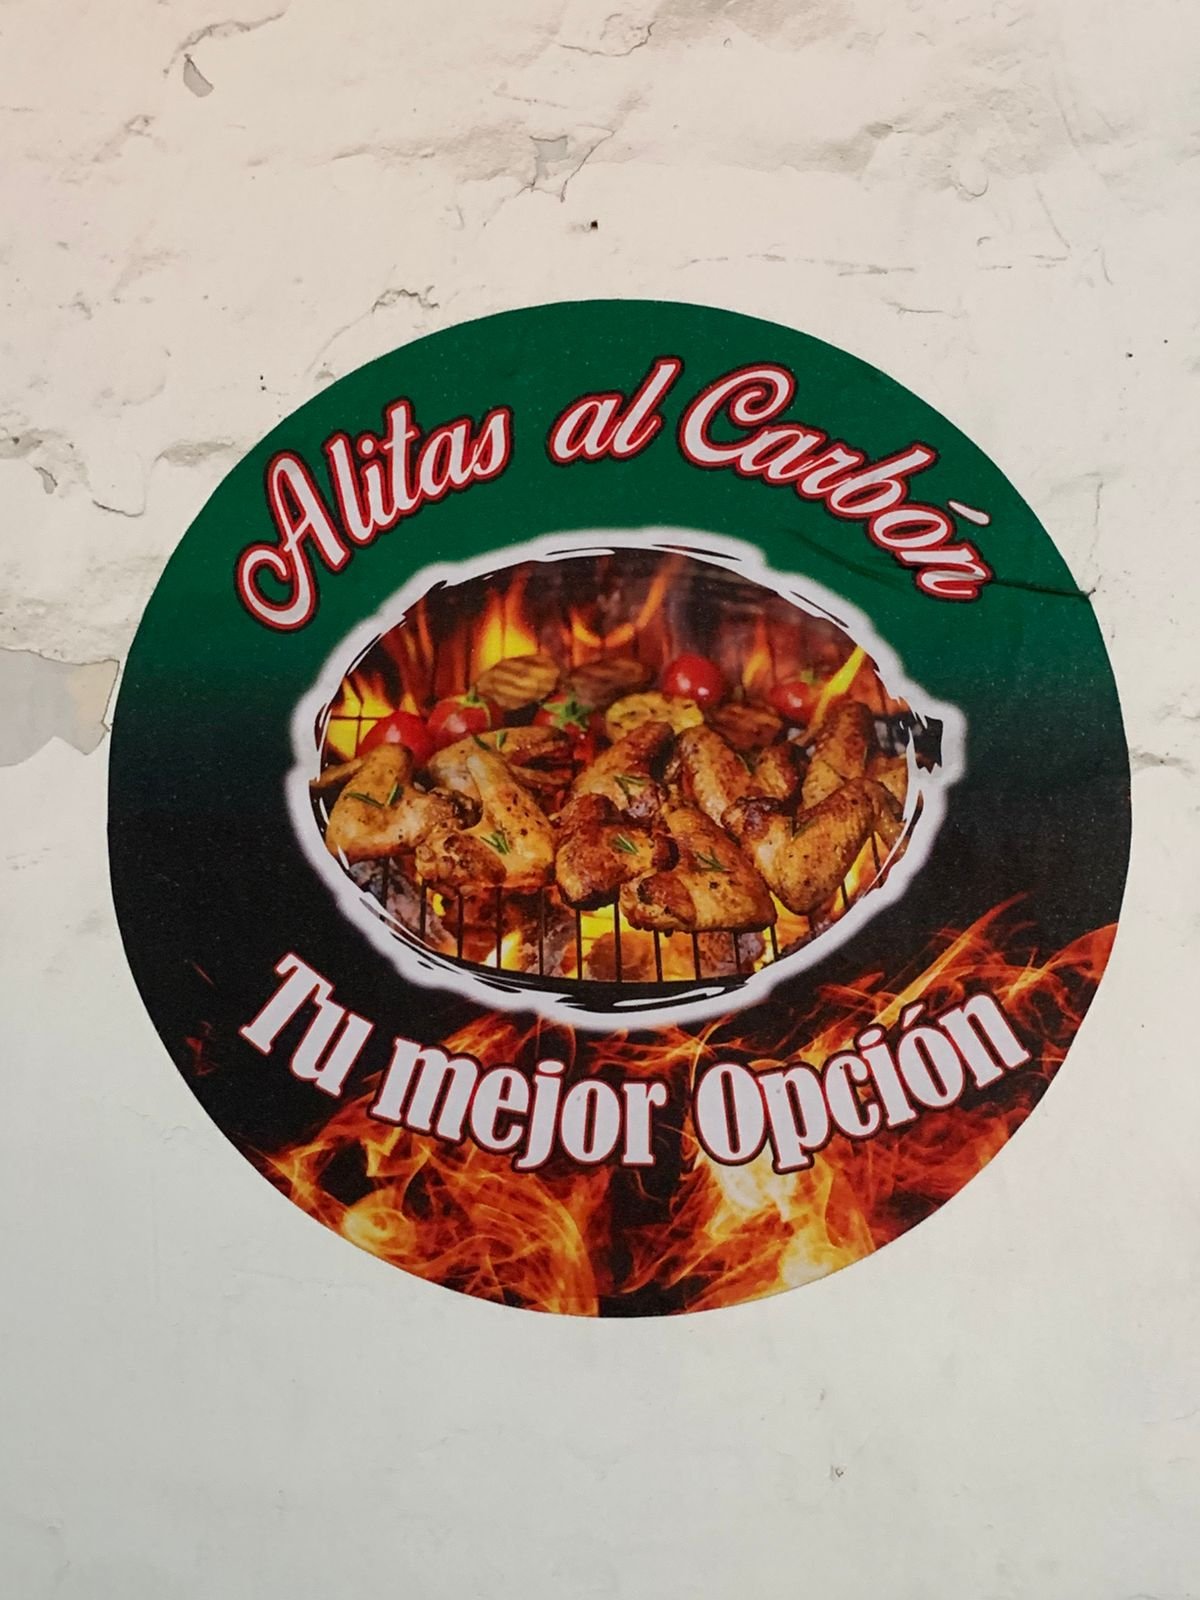 Alitas al Carbón
Tu mejor Opción